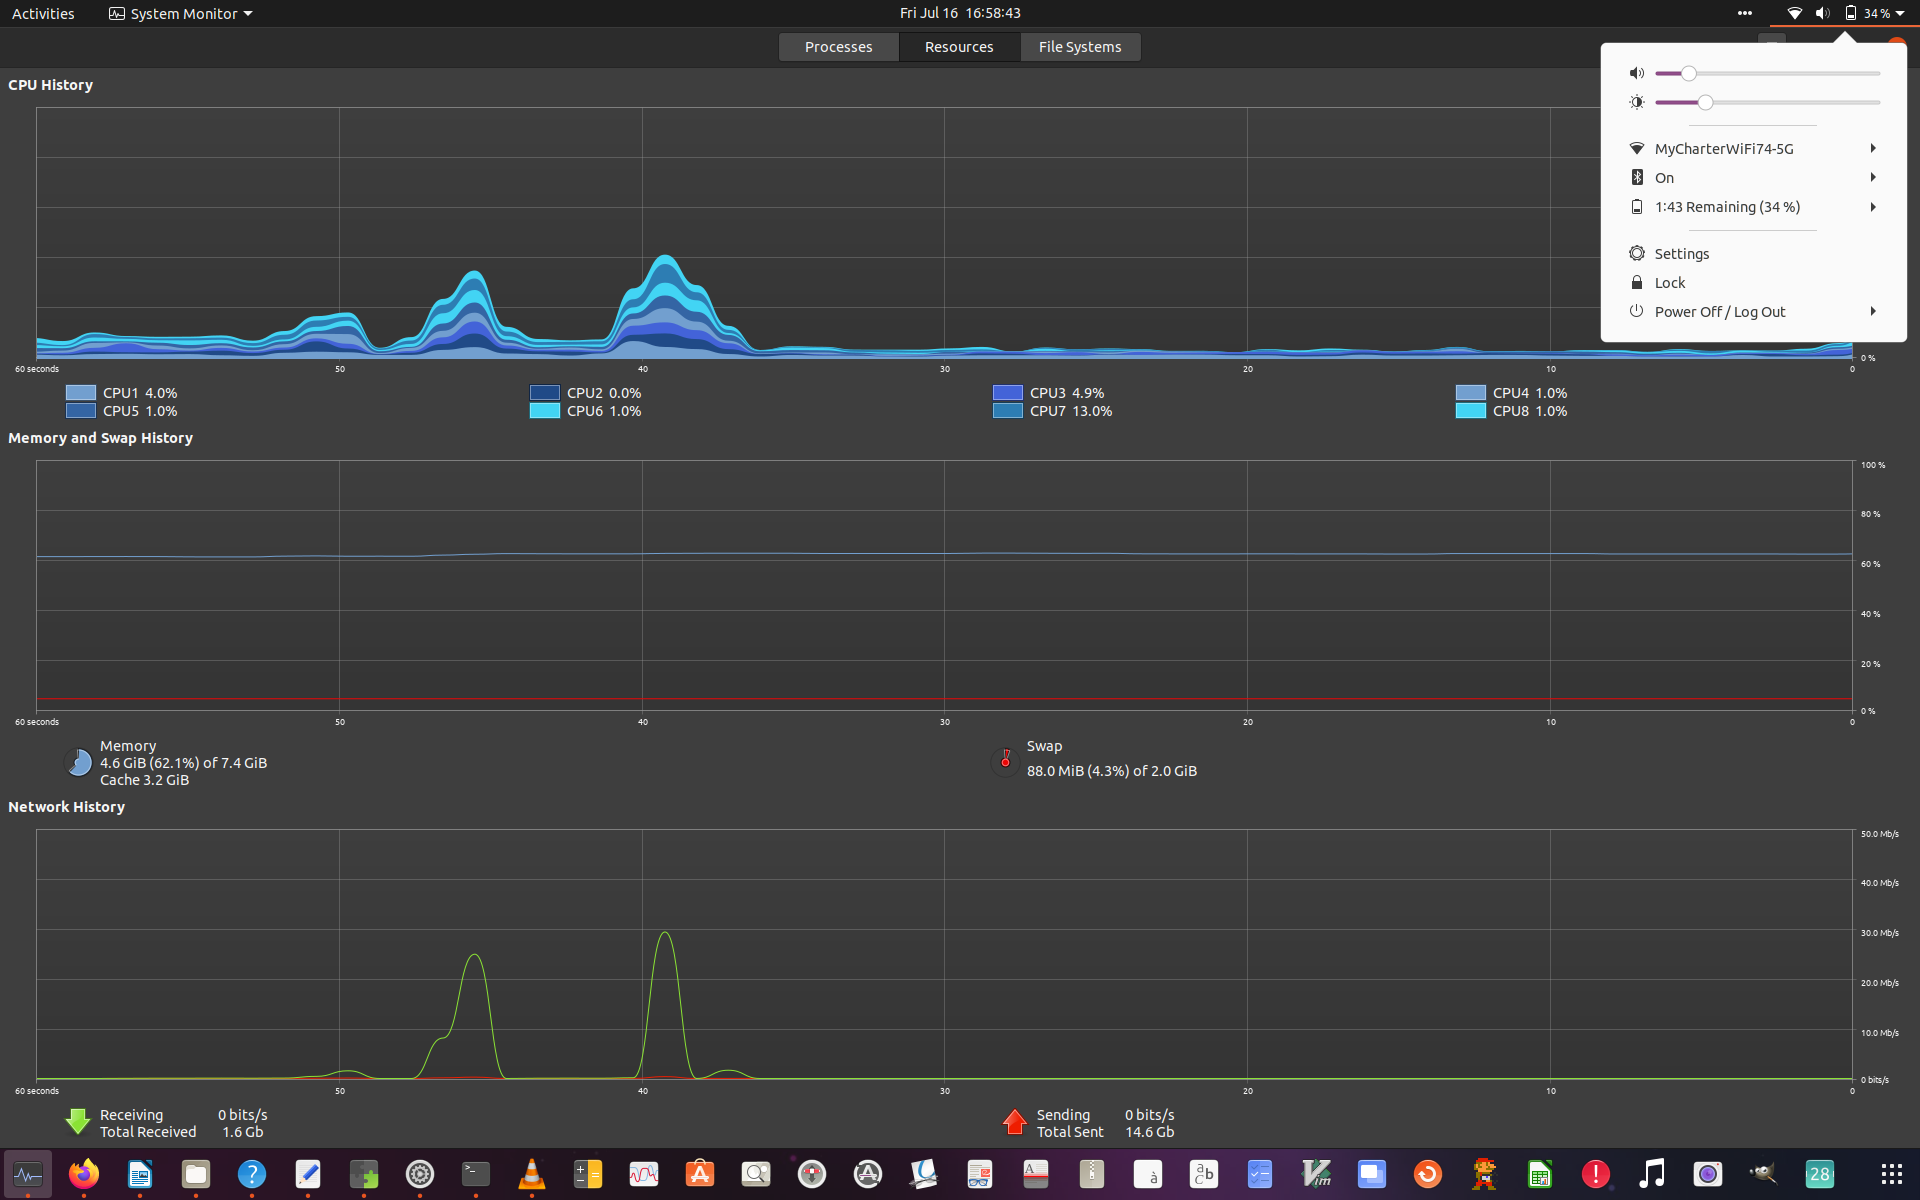 Activities System Monitor Fri Jul 16 16:58:43 34 %
Processes Resources File Systems
CPU History
MyCharterWiFi74-5G
On
1:43 Remaining (34 %)
Settings
Lock
Power Off / Log Out
0 %
60 seconds 50 40 30 20 10 0
CPU1 4.0% CPU2 0.0% CPU3 4.9% CPU4 1.0%
CPU5 1.0% CPU6 1.0% CPU7 13.0% CPU8 1.0%
Memory and Swap History
100 %
80 %
60 %
40 %
20 %
0 %
60 seconds 50 40 30 20 10 0
Memory
4.6 GiB (62.1%) of 7.4 GiB
Cache 3.2 GiB
Swap
88.0 MiB (4.3%) of 2.0 GiB
Network History
50.0 Mb/s
40.0 Mb/s
30.0 Mb/s
20.0 Mb/s
10.0 Mb/s
0 bits/s
60 seconds 50 40 30 20 10 0
Receiving 0 bits/s
Total Received 1.6 Gb
Sending 0 bits/s
Total Sent 14.6 Gb
? >_ A A à a b c Vim ! 28